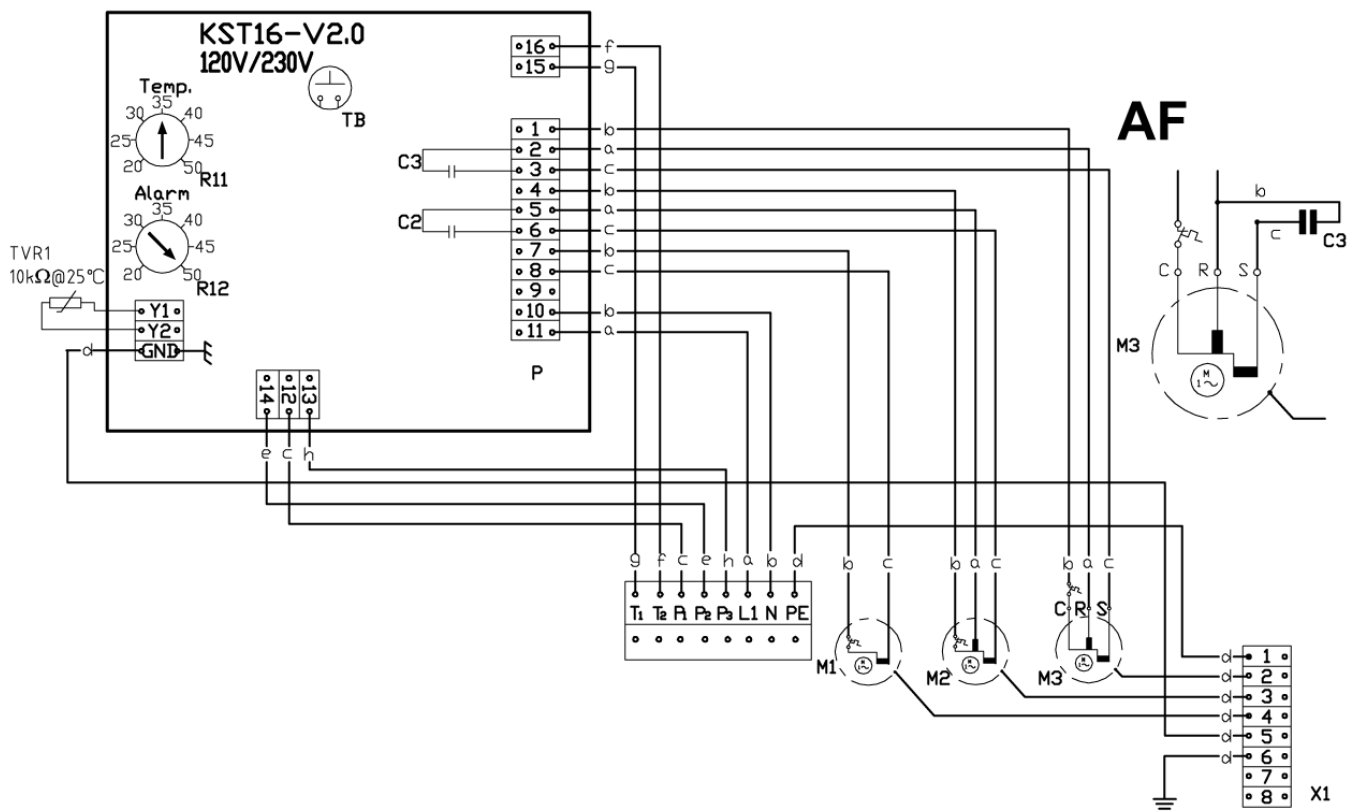 KST16-V2.0
120V/230V
TB
Temp.
20 25 30 35 40 45 50
R11
Alarm
20 25 30 35 40 45 50
R12
TVR1
10kΩ@25℃
Y1
Y2
d GND
C3
C2
16 f
15 g
1 b
2 a
3 c
4 b
5 a
6 c
7 b
8 c
9
10 b
11 a
P
14 12 13
e c h
g f c e h a b d
T1 T2 P1 P2 P3 L1 N PE
b c
M1
b a c
M2
b a c
C R S
M3
AF
b
c
C3
C R S
M3
M
1~
d 1
d 2
d 3
d 4
d 5
d 6
7
8
X1